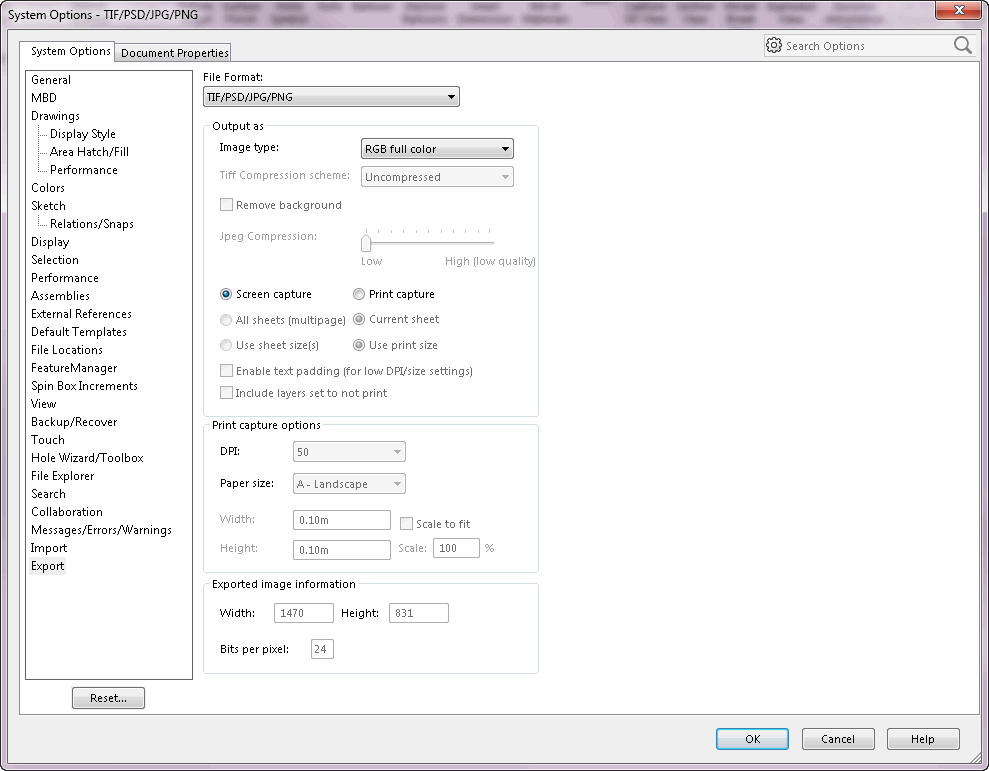 System Options - TIF/PSD/JPG/PNG
System Options
Document Properties
Search Options
General
MBD
Drawings
Display Style
Area Hatch/Fill
Performance
Colors
Sketch
Relations/Snaps
Display
Selection
Performance
Assemblies
External References
Default Templates
File Locations
FeatureManager
Spin Box Increments
View
Backup/Recover
Touch
Hole Wizard/Toolbox
File Explorer
Search
Collaboration
Messages/Errors/Warnings
Import
Export
Reset...
File Format:
TIF/PSD/JPG/PNG
Output as
Image type: RGB full color
Tiff Compression scheme: Uncompressed
Remove background
Jpeg Compression:
Low High (low quality)
Screen capture Print capture
All sheets (multipage) Current sheet
Use sheet size(s) Use print size
Enable text padding (for low DPI/size settings)
Include layers set to not print
Print capture options
DPI: 50
Paper size: A - Landscape
Width: 0.10m Scale to fit
Height: 0.10m Scale: 100 %
Exported image information
Width: 1470 Height: 831
Bits per pixel: 24
OK Cancel Help